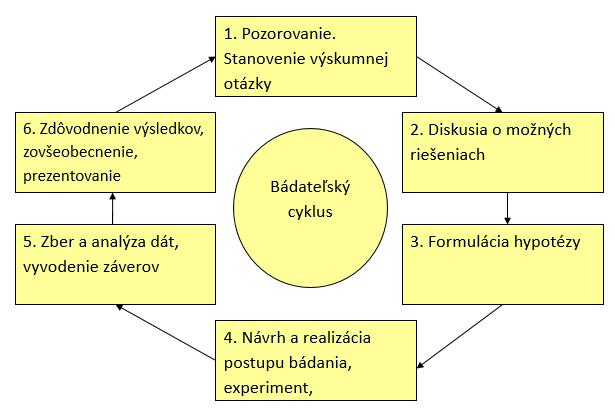 1. Pozorovanie.
Stanovenie výskumnej
otázky
2. Diskusia o možných
riešeniach
3. Formulácia hypotézy
4. Návrh a realizácia
postupu bádania,
experiment,
5. Zber a analýza dát,
vyvodenie záverov
6. Zdôvodnenie výsledkov,
zovšeobecnenie,
prezentovanie
Bádateľský
cyklus